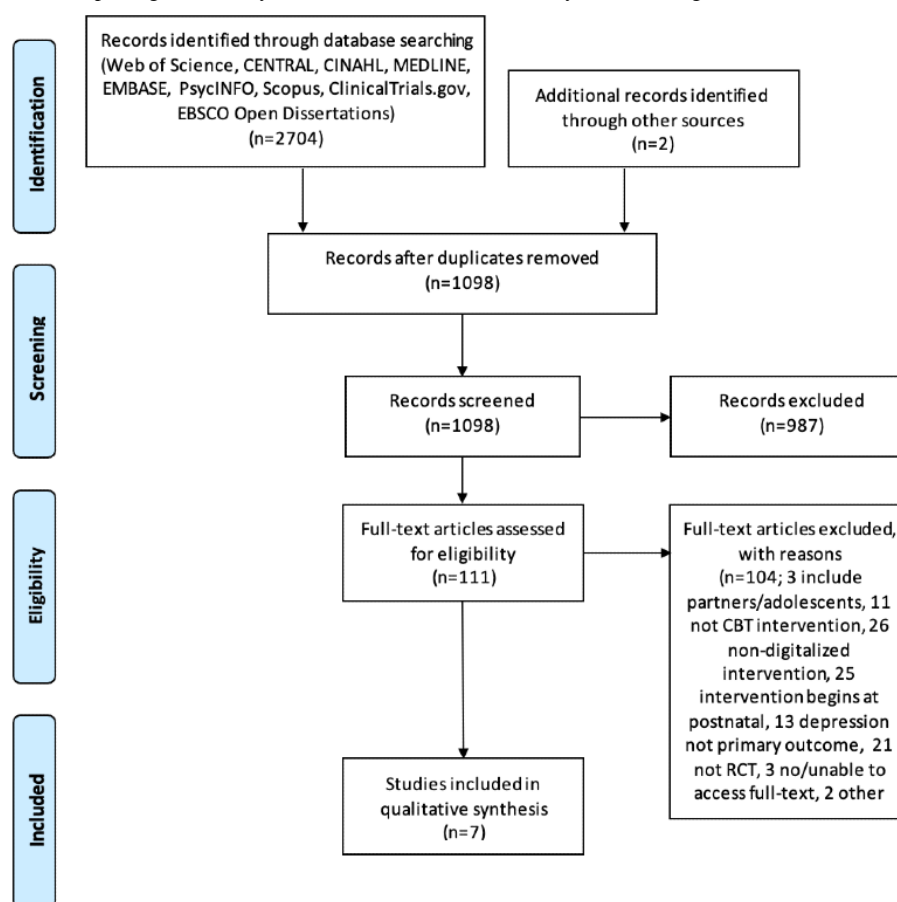 Identification
Records identified through database searching
(Web of Science, CENTRAL, CINAHL, MEDLINE,
EMBASE, PsycINFO, Scopus, ClinicalTrials.gov,
EBSCO Open Dissertations)
(n=2704)
Additional records identified
through other sources
(n=2)
Records after duplicates removed
(n=1098)
Screening
Records screened
(n=1098)
Records excluded
(n=987)
Eligibility
Full-text articles assessed
for eligibility
(n=111)
Full-text articles excluded,
with reasons
(n=104; 3 include
partners/adolescents, 11
not CBT intervention, 26
non-digitalized
intervention, 25
intervention begins at
postnatal, 13 depression
not primary outcome, 21
not RCT, 3 no/unable to
access full-text, 2 other
Included
Studies included in
qualitative synthesis
(n=7)